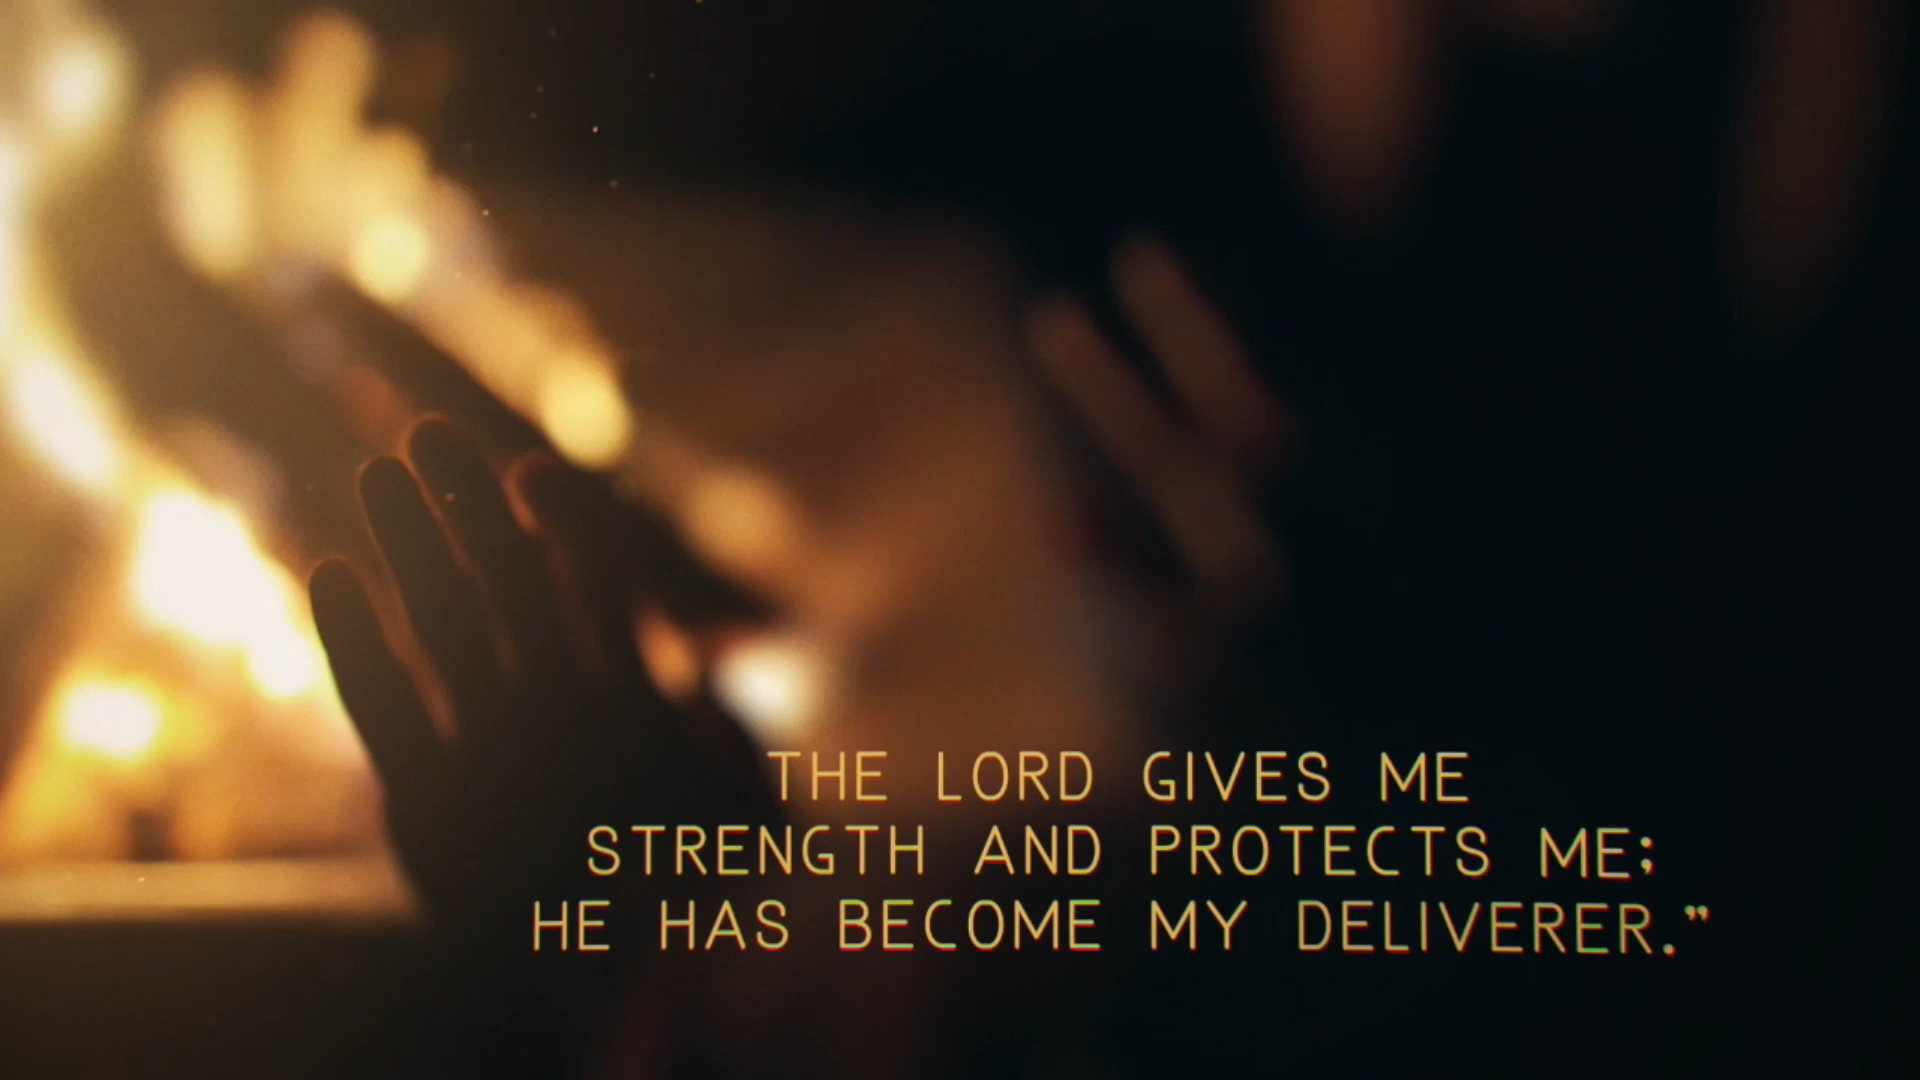 THE LORD GIVES ME
STRENGTH AND PROTECTS ME;
HE HAS BECOME MY DELIVERER.”